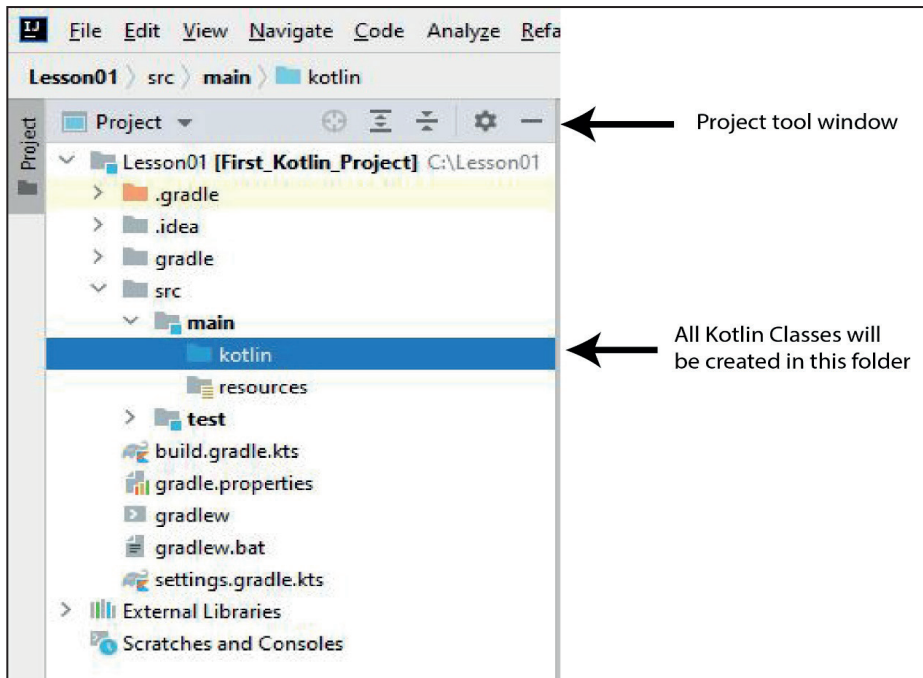 IJ File Edit View Navigate Code Analyze Refa
Lesson01 src main kotlin
Project
Project
Project tool window
Lesson01 [First_Kotlin_Project] C:\Lesson01
.gradle
.idea
gradle
src
main
kotlin
All Kotlin Classes will
be created in this folder
resources
test
build.gradle.kts
gradle.properties
gradlew
gradlew.bat
settings.gradle.kts
External Libraries
Scratches and Consoles